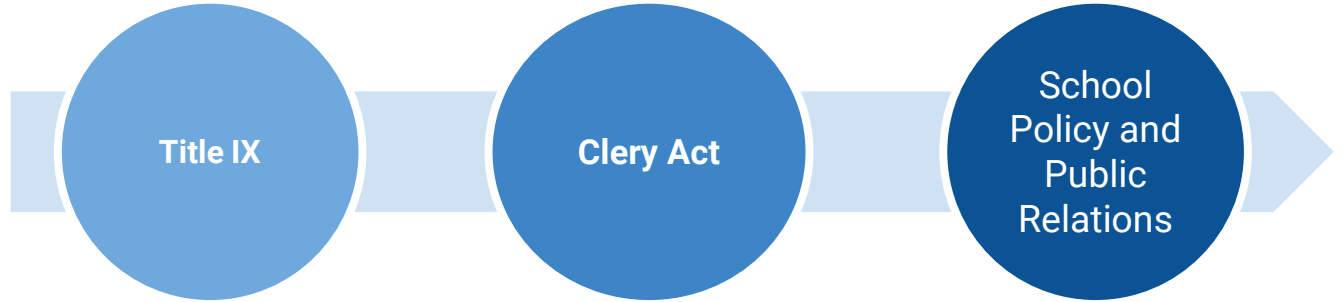 Title IX
Clery Act
School
Policy and
Public
Relations